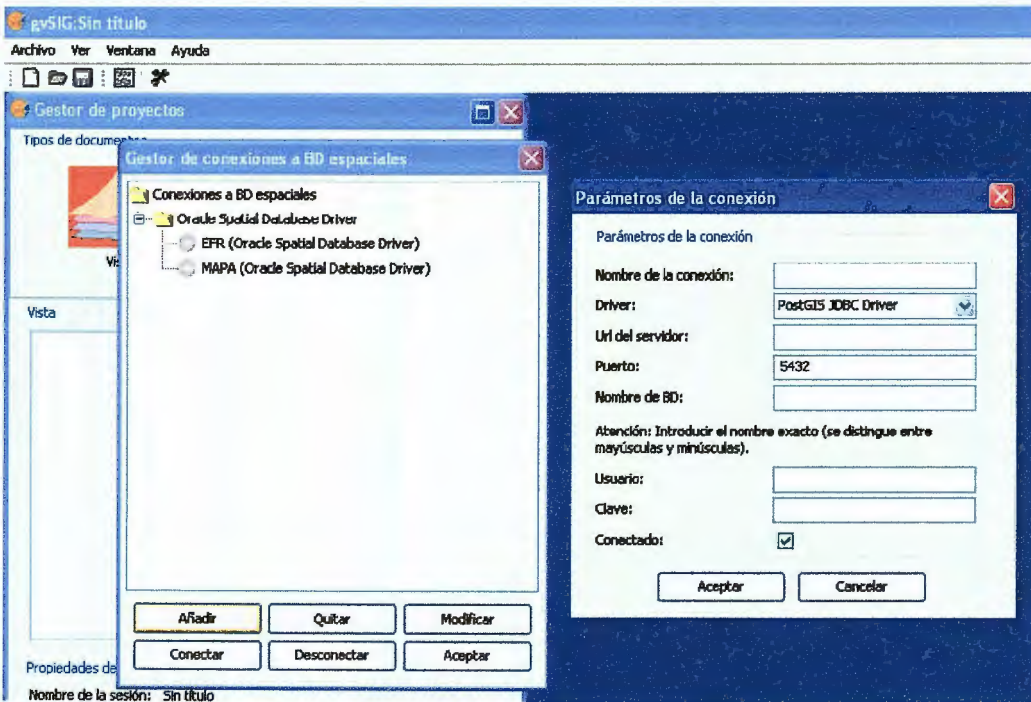 gvSIG:Sin título
Archivo Ver Ventana Ayuda
Gestor de proyectos
Tipos de documentos
Vis
Vista
Propiedades de
Nombre de la sesión: Sin título
Gestor de conexiones a BD espaciales
Conexiones a BD espaciales
Oracle Spatial Database Driver
EFR (Oracle Spatial Database Driver)
MAPA (Oracle Spatial Database Driver)
Añadir Quitar Modificar
Conectar Desconectar Aceptar
Parámetros de la conexión
Parámetros de la conexión
Nombre de la conexión:
Driver: PostGIS JDBC Driver
Url del servidor:
Puerto: 5432
Nombre de BD:
Atención: Introducir el nombre exacto (se distingue entre
mayúsculas y minúsculas).
Usuario:
Clave:
Conectado:
Aceptar Cancelar